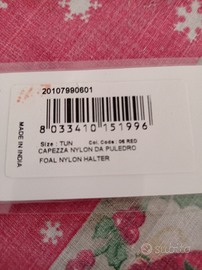 20107990601
8 033410 151996
Size : TUN Col. Code : 06 RED
CAPEZZA NYLON DA PULEDRO
FOAL NYLON HALTER
MADE IN INDIA
subito